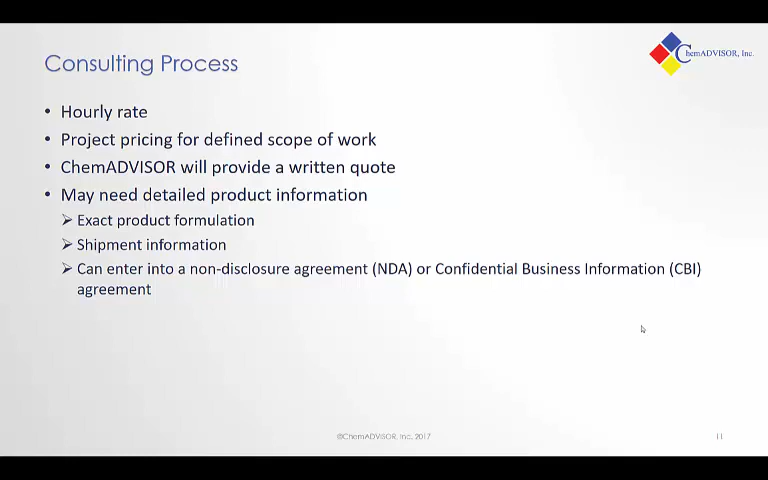 Consulting Process
ChemADVISOR, Inc.
• Hourly rate
• Project pricing for defined scope of work
• ChemADVISOR will provide a written quote
• May need detailed product information
➢ Exact product formulation
➢ Shipment information
➢ Can enter into a non-disclosure agreement (NDA) or Confidential Business Information (CBI)
agreement
©ChemADVISOR, Inc. 2017
11